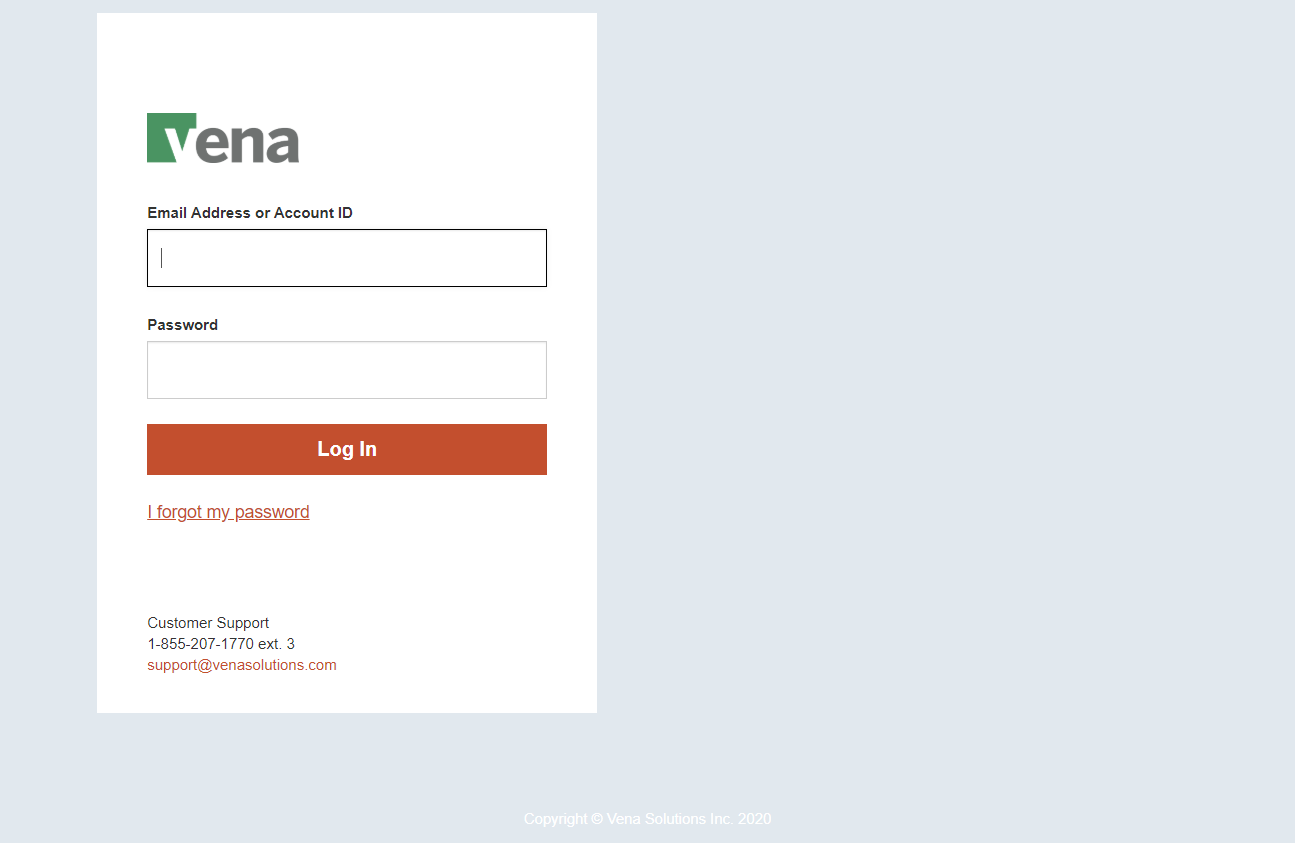 Vena
Email Address or Account ID
Password
Log In
I forgot my password
Customer Support
1-855-207-1770 ext. 3
support@venasolutions.com
Copyright © Vena Solutions Inc. 2020